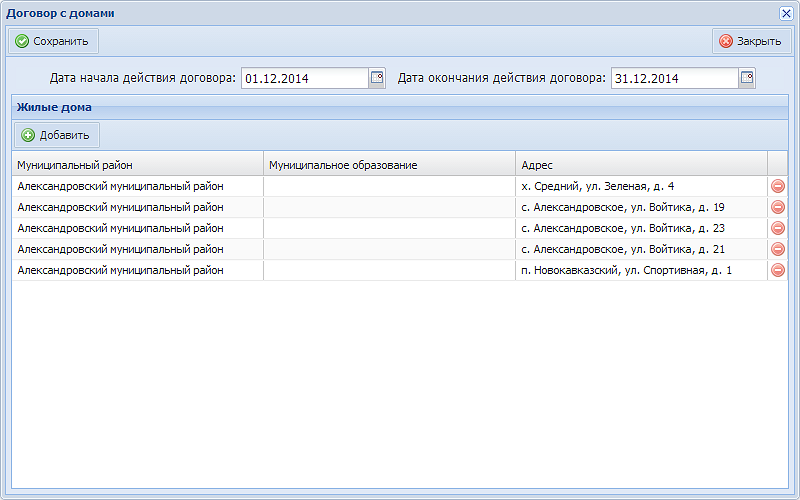 Договор с домами
Сохранить Закрыть
Дата начала действия договора: 01.12.2014 Дата окончания действия договора: 31.12.2014
Жилые дома
Добавить
Муниципальный район Муниципальное образование Адрес
Александровский муниципальный район х. Средний, ул. Зеленая, д. 4
Александровский муниципальный район с. Александровское, ул. Войтика, д. 19
Александровский муниципальный район с. Александровское, ул. Войтика, д. 23
Александровский муниципальный район с. Александровское, ул. Войтика, д. 21
Александровский муниципальный район п. Новокавказский, ул. Спортивная, д. 1